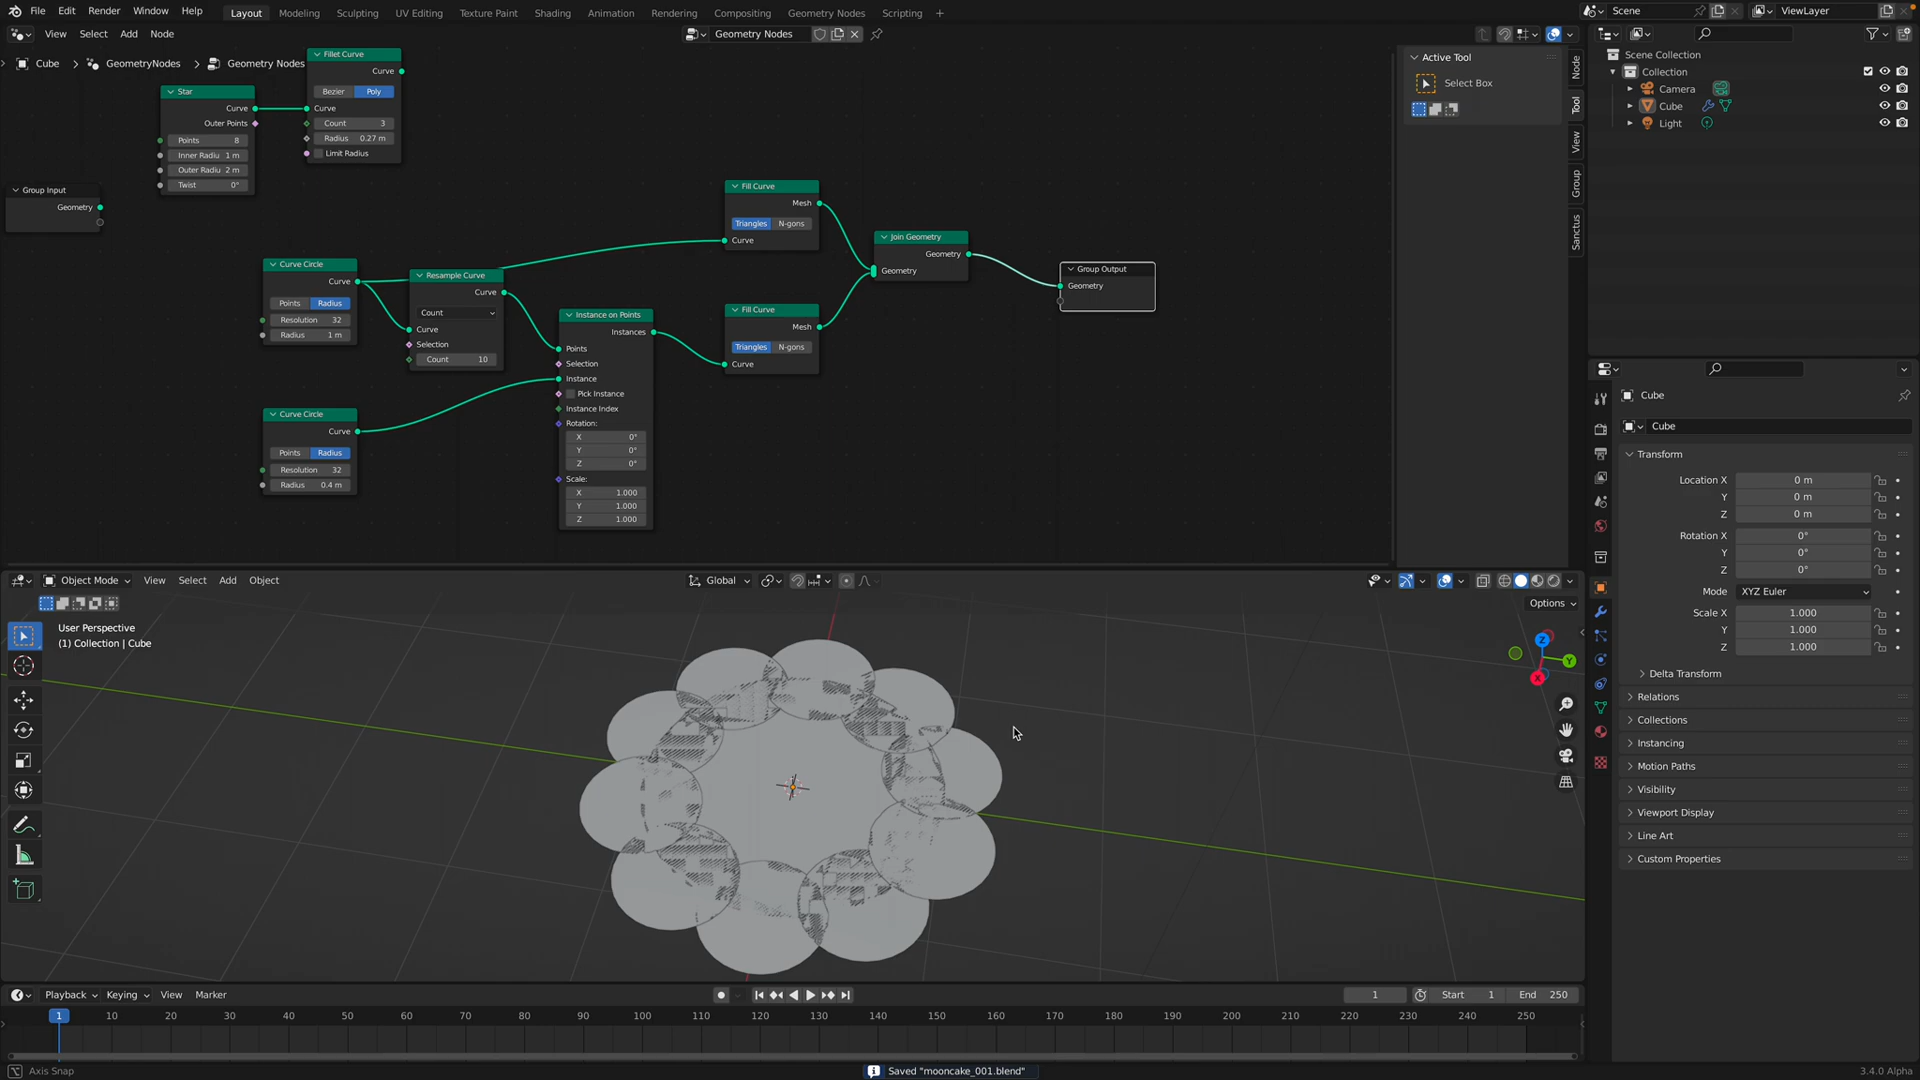 File Edit Render Window Help Layout Modeling Sculpting UV Editing Texture Paint Shading Animation Rendering Compositing Geometry Nodes Scripting + Scene ViewLayer
View Select Add Node Geometry Nodes
Cube > GeometryNodes > Geometry Nodes
Fillet Curve
Curve
Bezier Poly
Curve
Count 3
Radius 0.27 m
Limit Radius
Star
Curve
Outer Points
Points 8
Inner Radiu 1 m
Outer Radiu 2 m
Twist 0°
Group Input
Geometry
Curve Circle
Curve
Points Radius
Resolution 32
Radius 1 m
Resample Curve
Curve
Count
Curve
Selection
Count 10
Curve Circle
Curve
Points Radius
Resolution 32
Radius 0.4 m
Instance on Points
Instances
Points
Selection
Instance
Pick Instance
Instance Index
Rotation:
X 0°
Y 0°
Z 0°
Scale:
X 1.000
Y 1.000
Z 1.000
Fill Curve
Mesh
Triangles N-gons
Curve
Fill Curve
Mesh
Triangles N-gons
Curve
Join Geometry
Geometry
Geometry
Group Output
Geometry
Active Tool
Select Box
Node
Tool
View
Group
Sanctus
Scene Collection
Collection
Camera
Cube
Light
Cube
Cube
Transform
Location X 0 m
Y 0 m
Z 0 m
Rotation X 0°
Y 0°
Z 0°
Mode XYZ Euler
Scale X 1.000
Y 1.000
Z 1.000
Delta Transform
Relations
Collections
Instancing
Motion Paths
Visibility
Viewport Display
Line Art
Custom Properties
Object Mode View Select Add Object Global
Options
User Perspective
(1) Collection | Cube
Z
Y
X
Playback Keying View Marker 1 Start 1 End 250
1 10 20 30 40 50 60 70 80 90 100 110 120 130 140 150 160 170 180 190 200 210 220 230 240 250
Axis Snap Saved "mooncake_001.blend" 3.4.0 Alpha